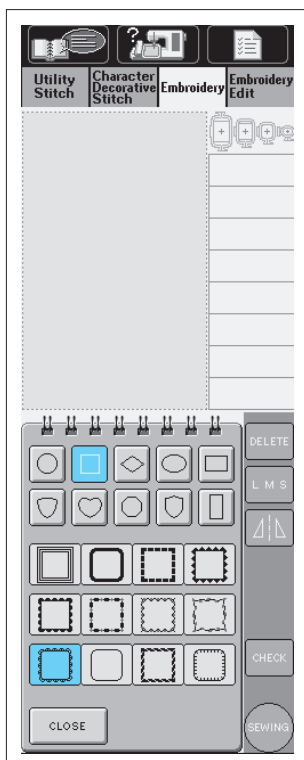 ?
Utility
Stitch
Character
Decorative
Stitch
Embroidery
Embroidery
Edit
DELETE
L M S
CHECK
CLOSE
SEWING